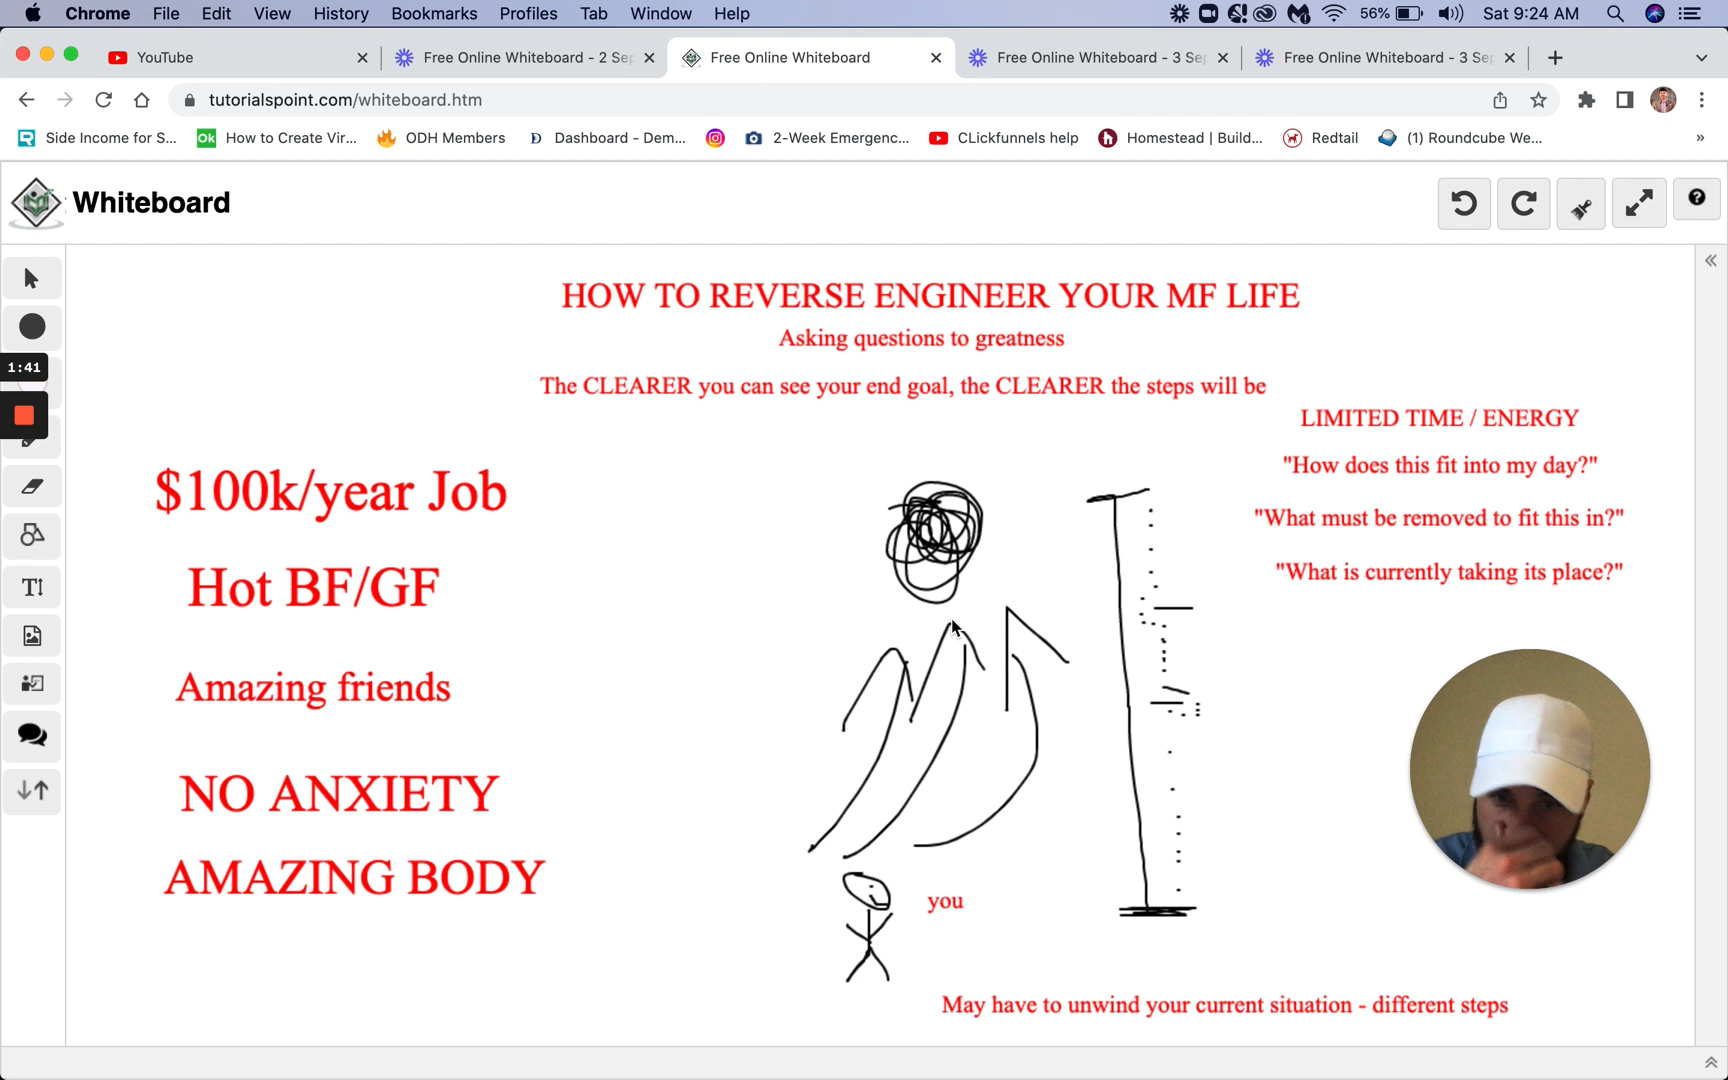 Chrome File Edit View History Bookmarks Profiles Tab Window Help 56% Sat 9:24 AM
YouTube
Free Online Whiteboard - 2 Sep
Free Online Whiteboard
Free Online Whiteboard - 3 Sep
Free Online Whiteboard - 3 Sep
tutorialspoint.com/whiteboard.htm
Side Income for S... Ok How to Create Vir... ODH Members Dashboard - Dem... 2-Week Emergenc... CLickfunnels help Homestead | Build... Redtail (1) Roundcube We... »
Whiteboard
1:41
HOW TO REVERSE ENGINEER YOUR MF LIFE
Asking questions to greatness
The CLEARER you can see your end goal, the CLEARER the steps will be
LIMITED TIME / ENERGY
"How does this fit into my day?"
"What must be removed to fit this in?"
"What is currently taking its place?"
$100k/year Job
Hot BF/GF
Amazing friends
NO ANXIETY
AMAZING BODY
you
May have to unwind your current situation - different steps